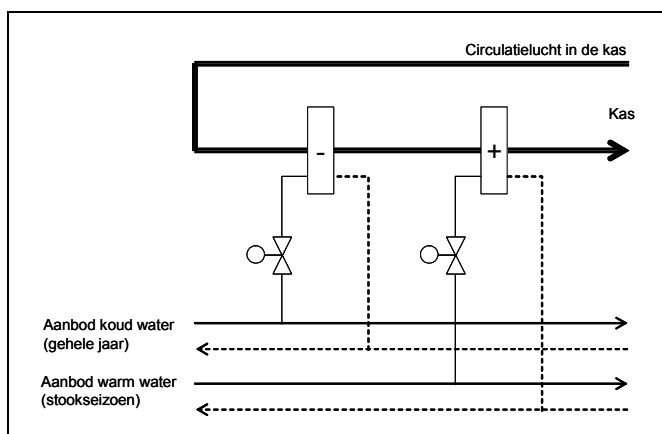 Circulatielucht in de kas
Kas
-
+
Aanbod koud water
(gehele jaar)
Aanbod warm water
(stookseizoen)